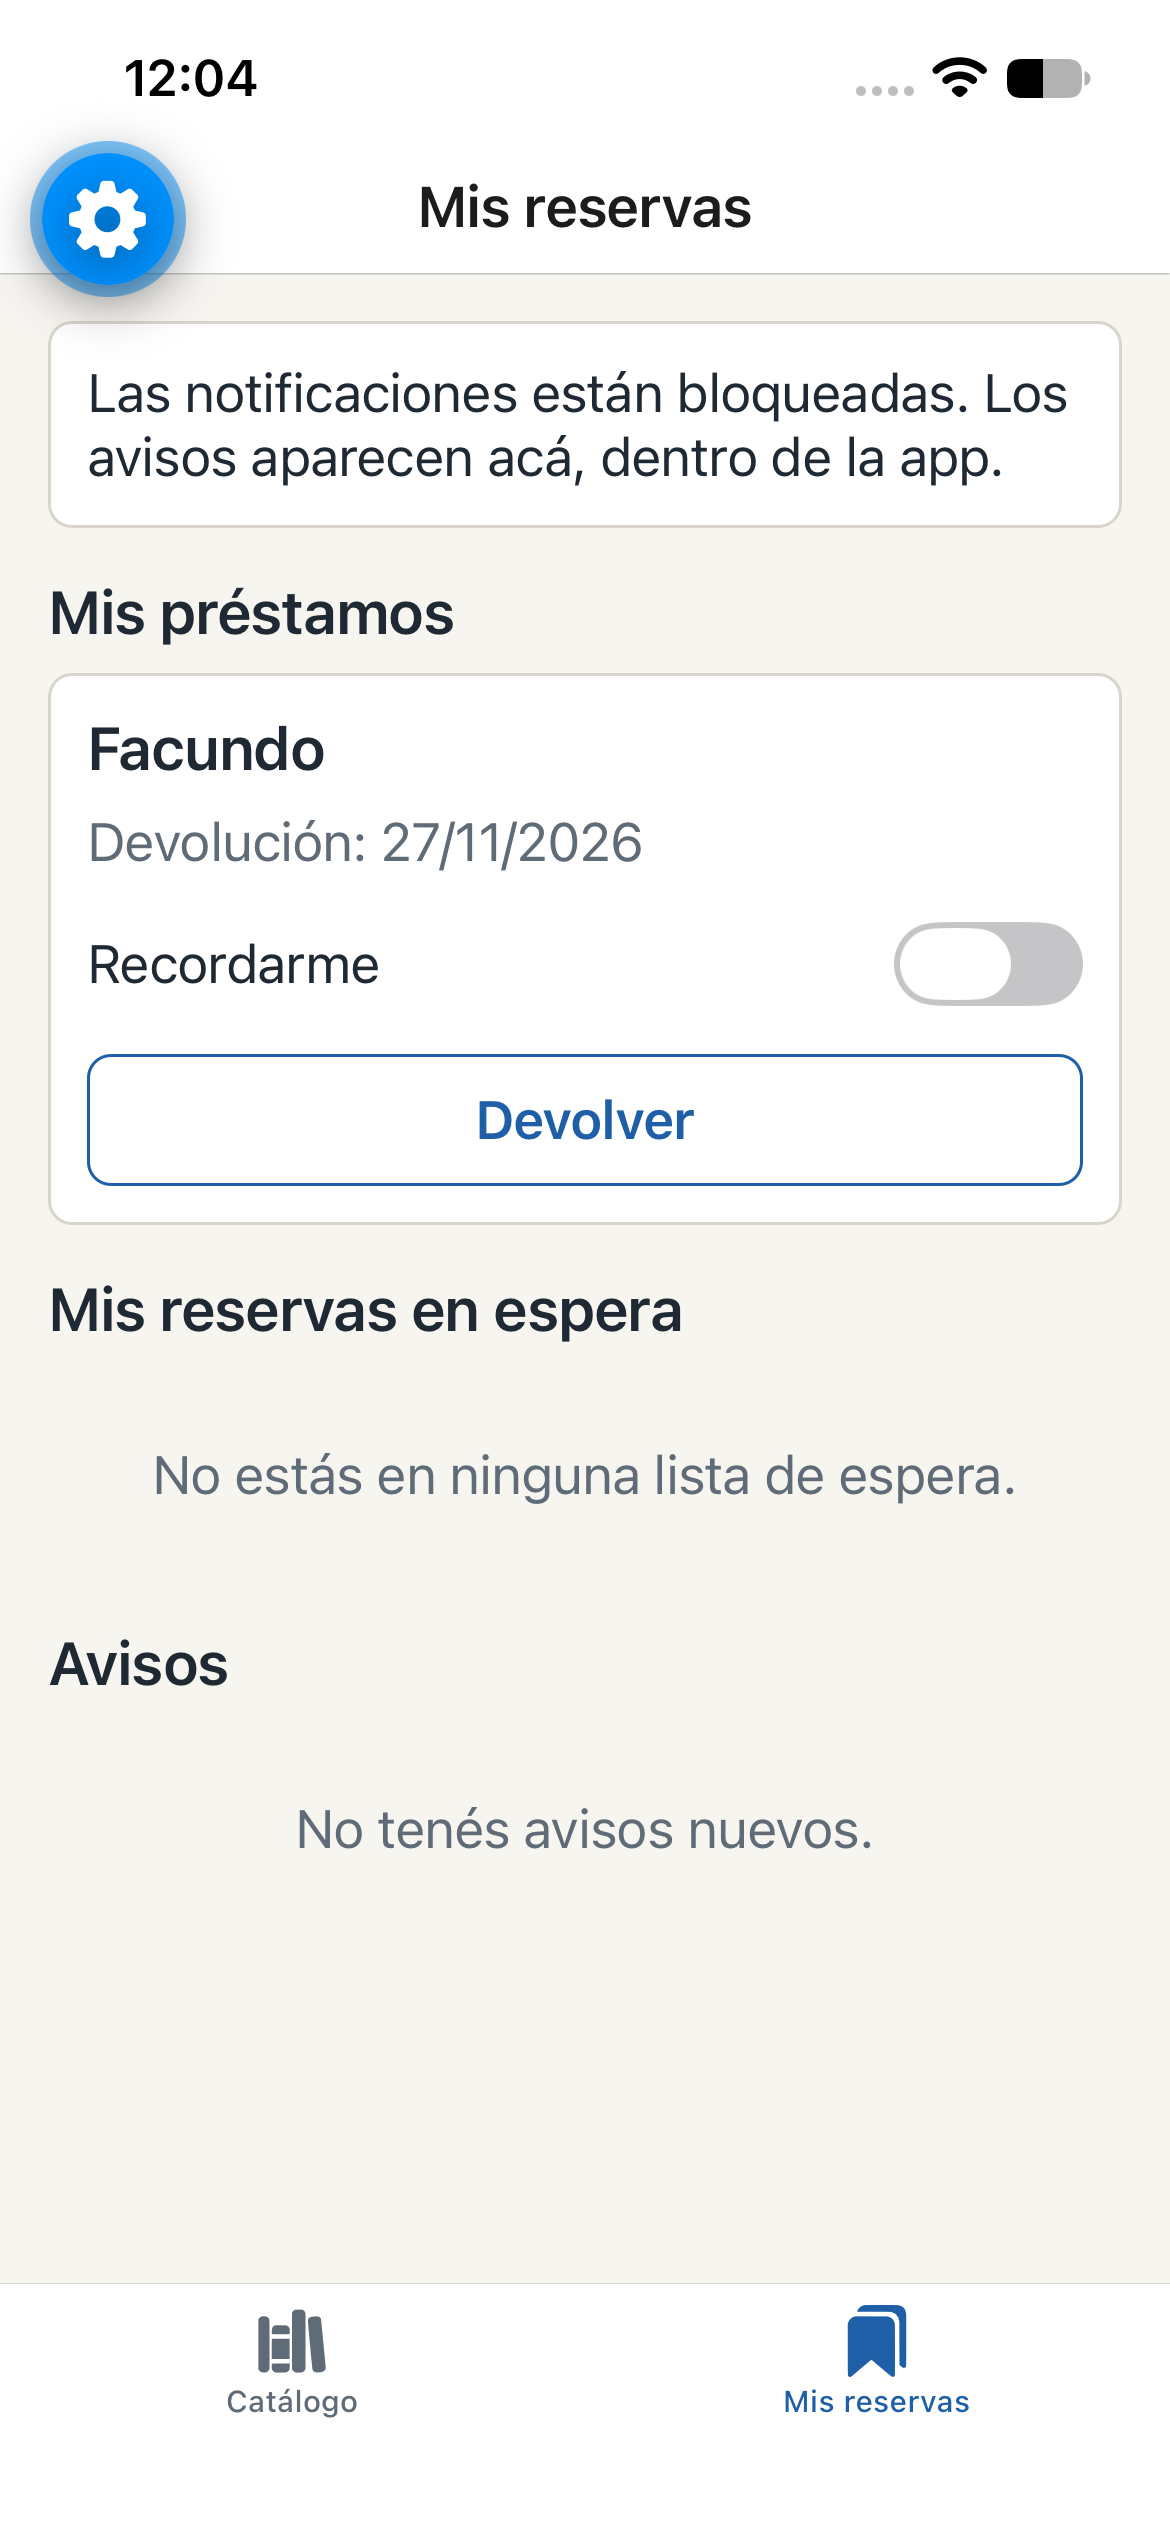 12:04
Mis reservas
Las notificaciones están bloqueadas. Los
avisos aparecen acá, dentro de la app.
Mis préstamos
Facundo
Devolución: 27/11/2026
Recordarme
Devolver
Mis reservas en espera
No estás en ninguna lista de espera.
Avisos
No tenés avisos nuevos.
Catálogo
Mis reservas